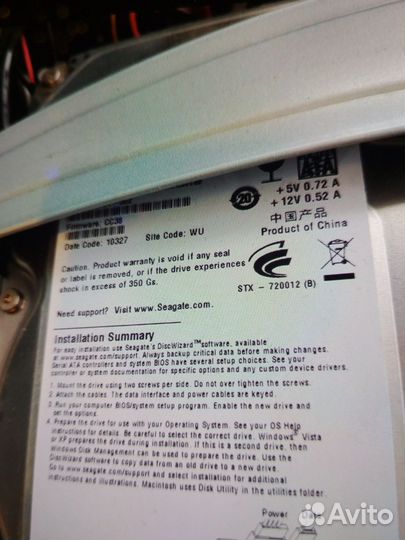 Firmware: CC38
Date Code: 10327 Site Code: WU
20
+5V 0.72 A
+12V 0.52 A
中国产品
Product of China
Caution. Product warranty is void if any seal
or label is removed, or if the drive experiences
shock in excess of 350 Gs.
STX - 720012 (B)
Need support? Visit www.Seagate.com
Installation Summary
For easy installation use Seagate's DiscWizard™ software, available
at www.seagate.com/support. Always backup critical data before making changes.
Serial ATA controllers and system BIOS have several setup choices. See your
controller or system documentation for specific options and any custom device drivers.
1. Mount the drive using two screws per side. Do not over tighten the screws.
2. Attach the cables. The data interface and power cables are keyed.
3. Run your computer BIOS/system setup program. Enable the new drive and
set the options.
4. Prepare the drive for use with your Operating System. See your OS Help
instructions for details. Be careful to select the correct drive. Windows® Vista
or XP prepares the drive during installation. If this is a second drive, then
Windows Disk Management can be used to prepare the drive. Use the
DiscWizard software to copy data from an old drive to a new drive.
Go to www.seagate.com/support and select installation for additional
instructions and illustrations. Macintosh uses Disk Utility in the utilities folder.
Power
Avito